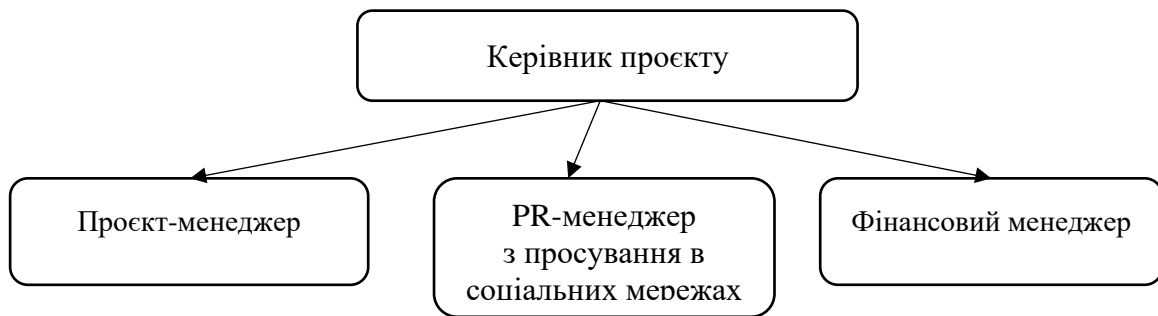 Керівник проєкту
Проєкт-менеджер
PR-менеджер
з просування в
соціальних мережах
Фінансовий менеджер